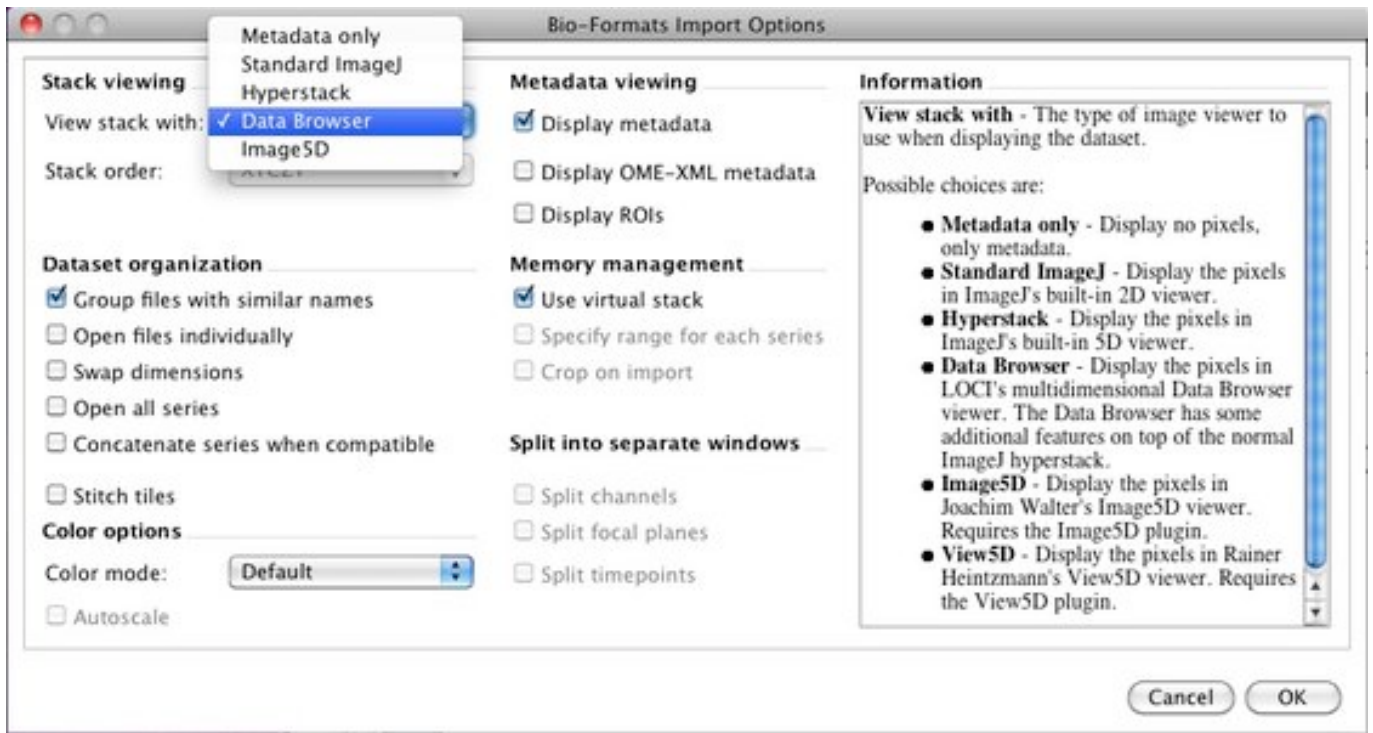 Bio-Formats Import Options
Stack viewing
View stack with:
Metadata only
Standard ImageJ
Hyperstack
✓ Data Browser
Image5D
Stack order:
Dataset organization
Group files with similar names
Open files individually
Swap dimensions
Open all series
Concatenate series when compatible
Stitch tiles
Color options
Color mode: Default
Autoscale
Metadata viewing
Display metadata
Display OME-XML metadata
Display ROIs
Memory management
Use virtual stack
Specify range for each series
Crop on import
Split into separate windows
Split channels
Split focal planes
Split timepoints
Information
View stack with - The type of image viewer to
use when displaying the dataset.
Possible choices are:
● Metadata only - Display no pixels,
only metadata.
● Standard ImageJ - Display the pixels
in ImageJ's built-in 2D viewer.
● Hyperstack - Display the pixels in
ImageJ's built-in 5D viewer.
● Data Browser - Display the pixels in
LOCI's multidimensional Data Browser
viewer. The Data Browser has some
additional features on top of the normal
ImageJ hyperstack.
● Image5D - Display the pixels in
Joachim Walter's Image5D viewer.
Requires the Image5D plugin.
● View5D - Display the pixels in Rainer
Heintzmann's View5D viewer. Requires
the View5D plugin.
Cancel
OK